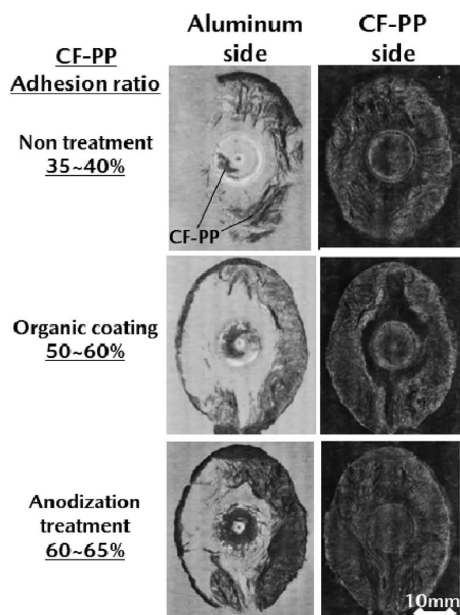 Aluminum side
CF-PP side
CF-PP
Adhesion ratio
Non treatment
35~40%
CF-PP
Organic coating
50~60%
Anodization
treatment
60~65%
10mm